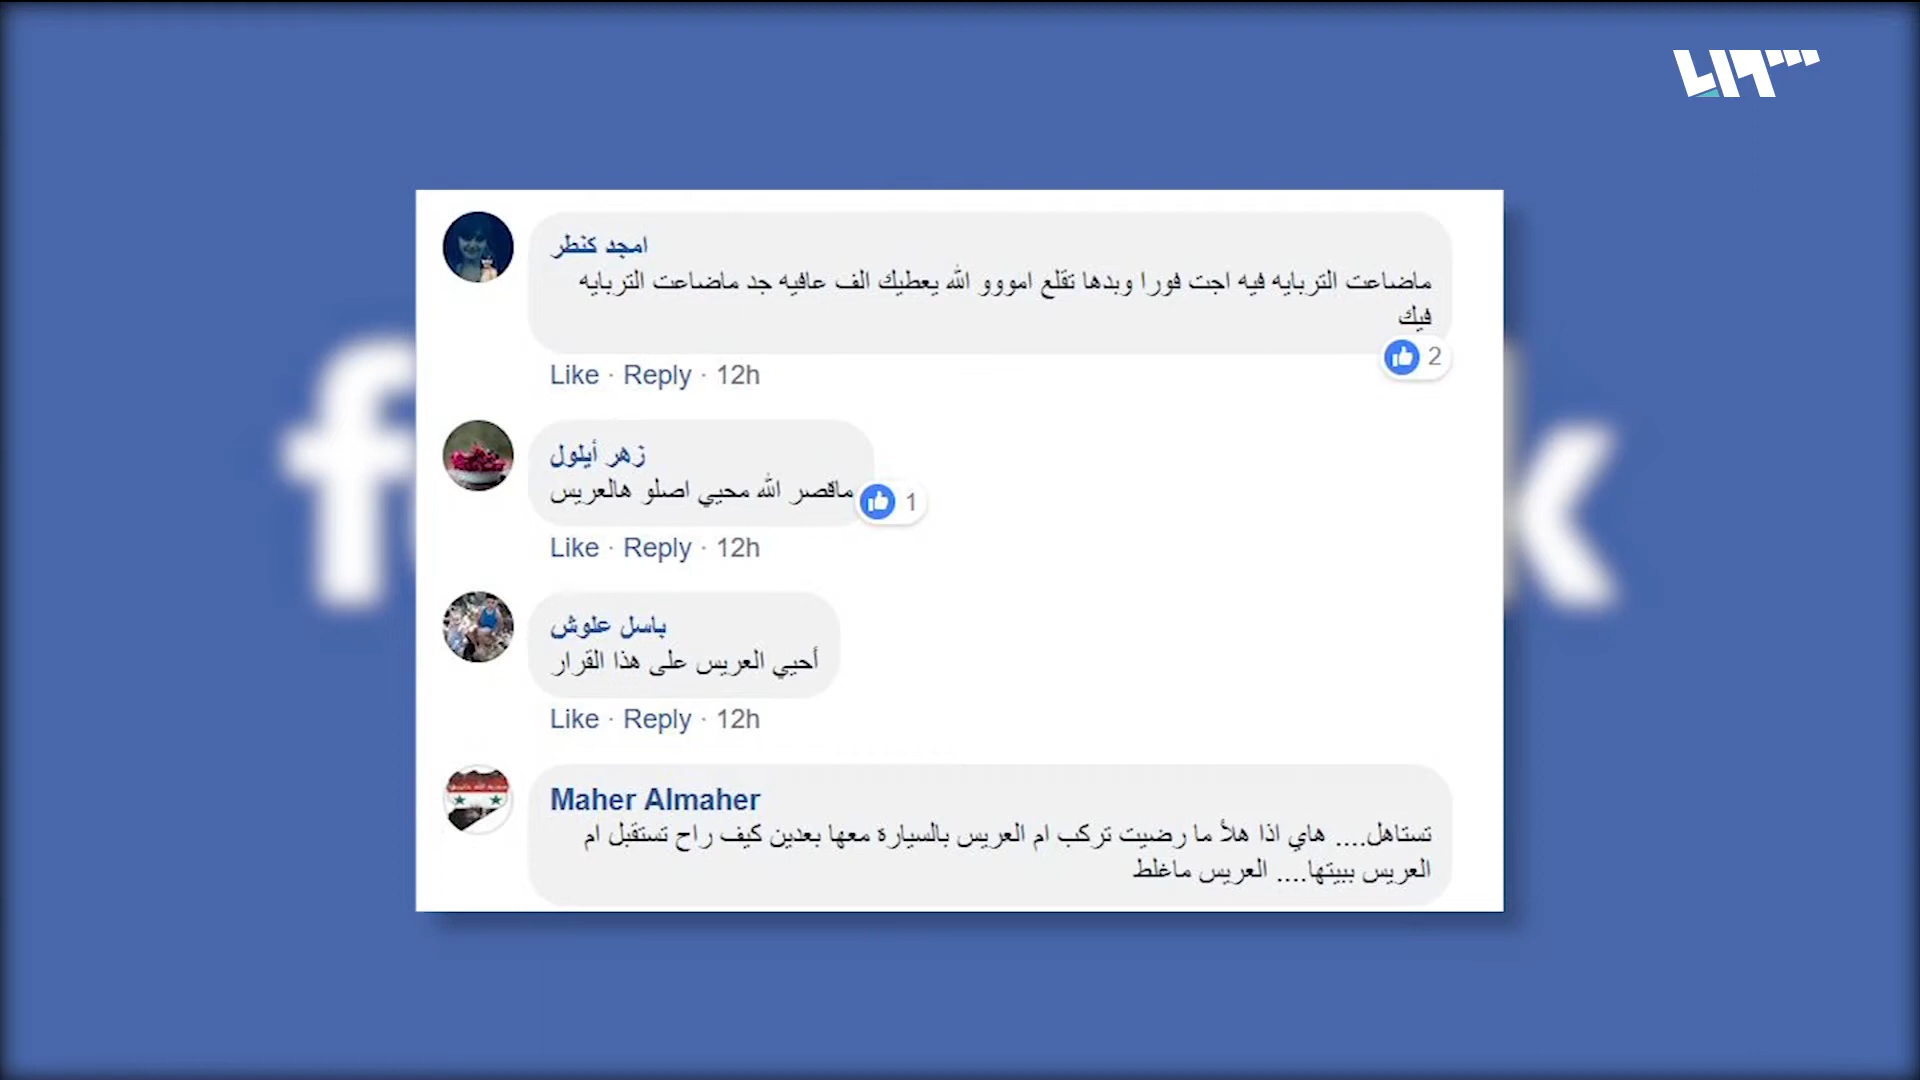 امجد كنطر
ماضاعت التربايه فيه اجت فورا وبدها تقلع امووو الله يعطيك الف عافيه جد ماضاعت التربايه
فيك
2
Like · Reply · 12h
زهر أيلول
ماقصر الله محيي اصلو هالعريس
1
Like · Reply · 12h
باسل علوش
أحيي العريس على هذا القرار
Like · Reply · 12h
Maher Almaher
تستاهل.... هاي اذا هلأ ما رضيت تركب ام العريس بالسيارة معها بعدين كيف راح تستقبل ام
العريس ببيتها.... العريس ماغلط